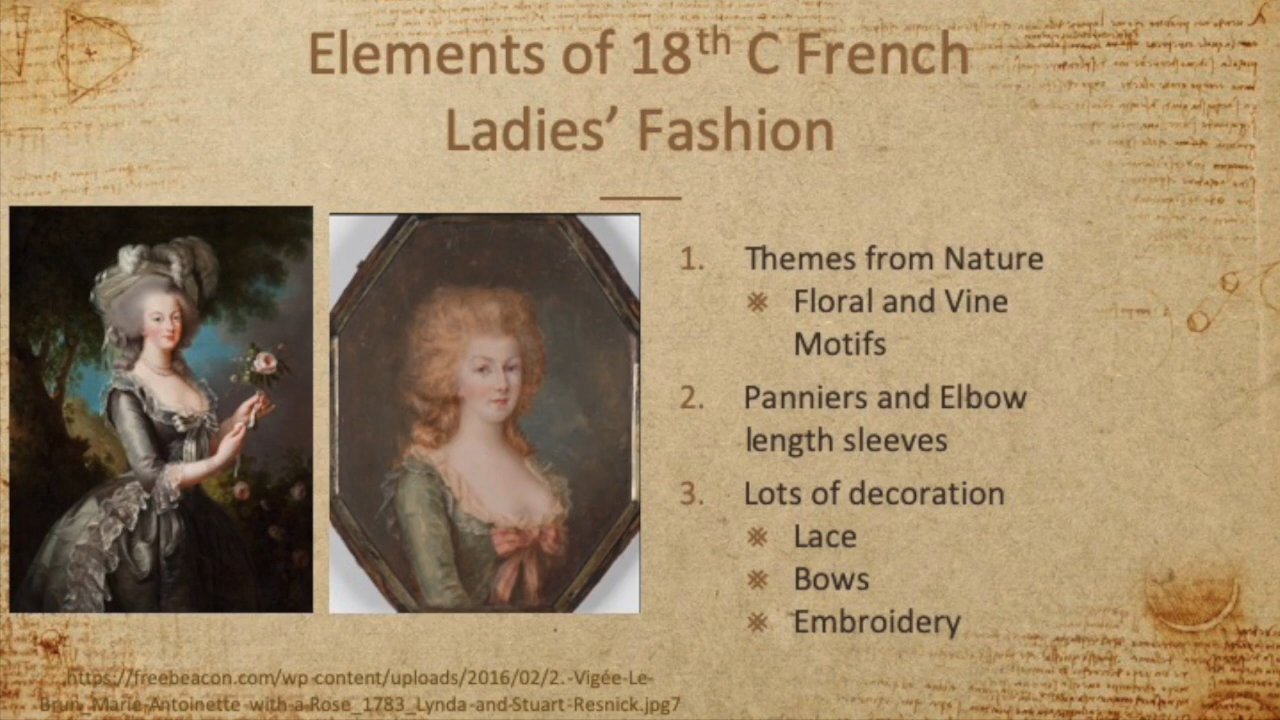 Elements of 18th C French
Ladies’ Fashion
1. Themes from Nature
※ Floral and Vine
Motifs
2. Panniers and Elbow
length sleeves
3. Lots of decoration
※ Lace
※ Bows
※ Embroidery
https://freebeacon.com/wp-content/uploads/2016/02/2.-Vigée-Le-
Brun_Marie-Antoinette-with-a-Rose_1783_Lynda-and-Stuart-Resnick.jpg7